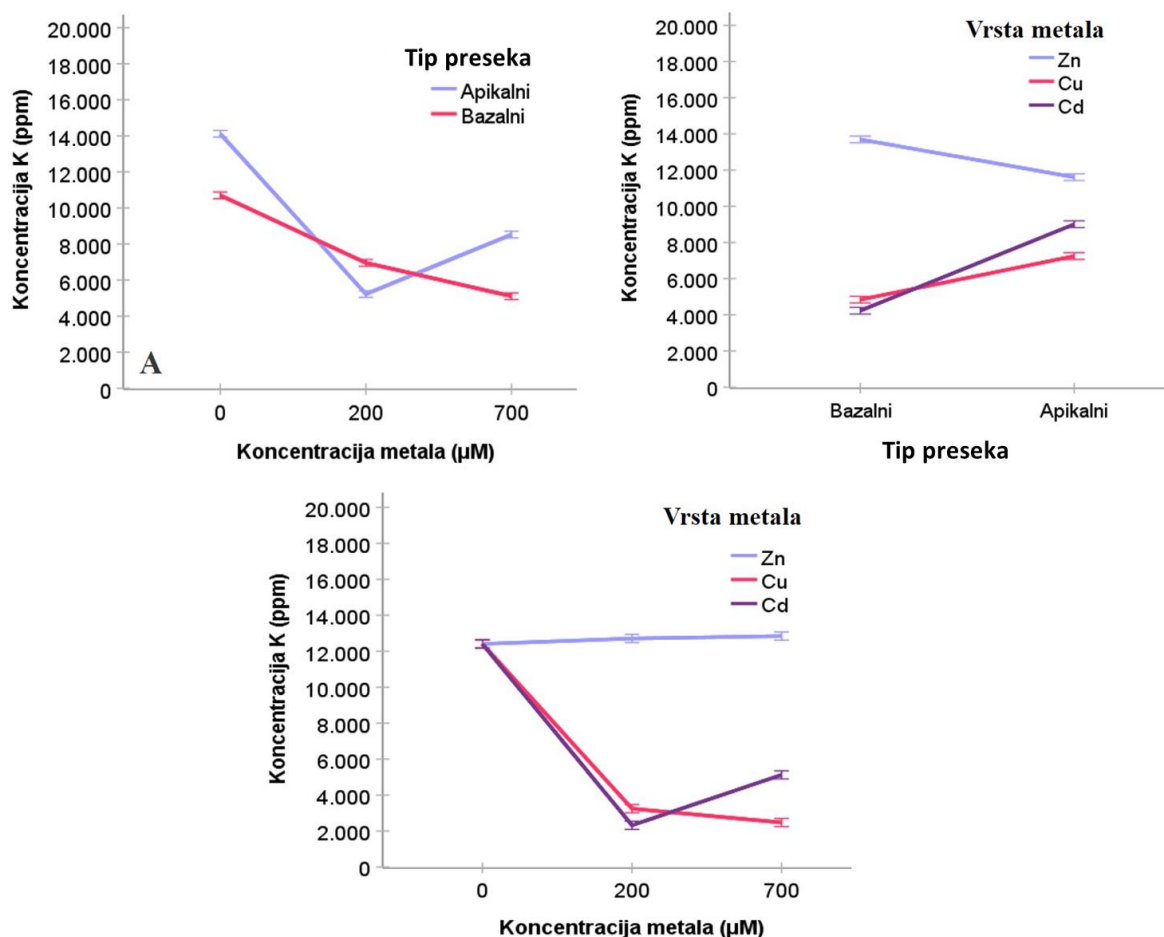 20.000
18.000
16.000
14.000
12.000
10.000
8.000
6.000
4.000
2.000
0
Koncentracija K (ppm)
Tip preseka
Apikalni
Bazalni
A
0 200 700
Koncentracija metala (µM)
20.000
18.000
16.000
14.000
12.000
10.000
8.000
6.000
4.000
2.000
0
Koncentracija K (ppm)
Vrsta metala
Zn
Cu
Cd
Bazalni Apikalni
Tip preseka
20.000
18.000
16.000
14.000
12.000
10.000
8.000
6.000
4.000
2.000
0
Koncentracija K (ppm)
Vrsta metala
Zn
Cu
Cd
0 200 700
Koncentracija metala (µM)